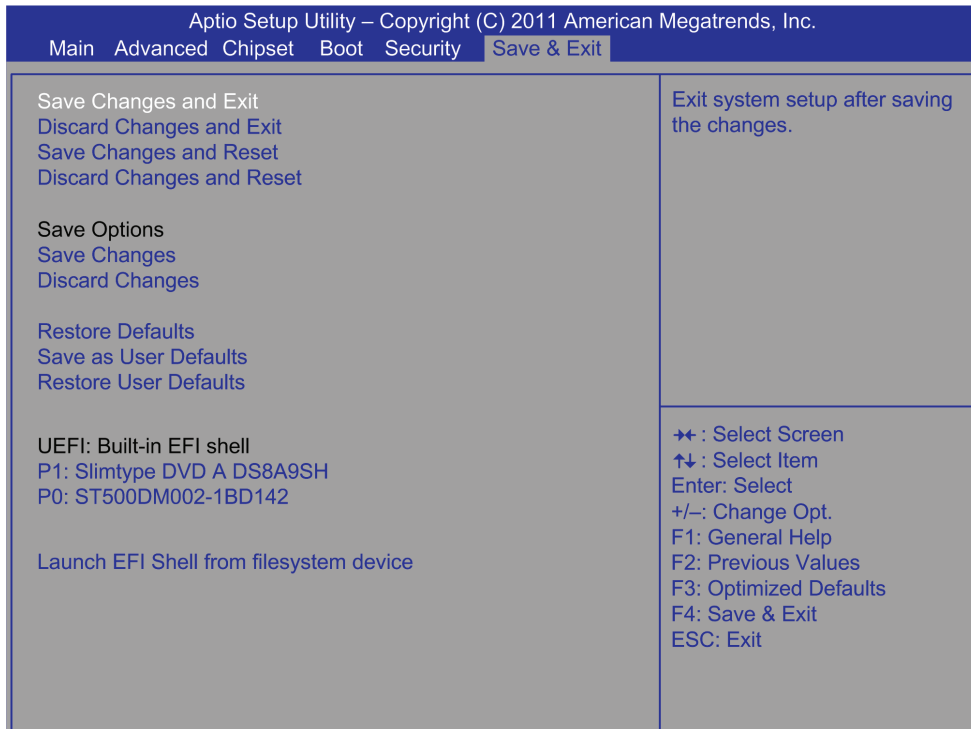 Aptio Setup Utility – Copyright (C) 2011 American Megatrends, Inc.
Main Advanced Chipset Boot Security Save & Exit
Save Changes and Exit
Discard Changes and Exit
Save Changes and Reset
Discard Changes and Reset
Save Options
Save Changes
Discard Changes
Restore Defaults
Save as User Defaults
Restore User Defaults
UEFI: Built-in EFI shell
P1: Slimtype DVD A DS8A9SH
P0: ST500DM002-1BD142
Launch EFI Shell from filesystem device
Exit system setup after saving
the changes.
→← : Select Screen
↑↓ : Select Item
Enter: Select
+/–: Change Opt.
F1: General Help
F2: Previous Values
F3: Optimized Defaults
F4: Save & Exit
ESC: Exit